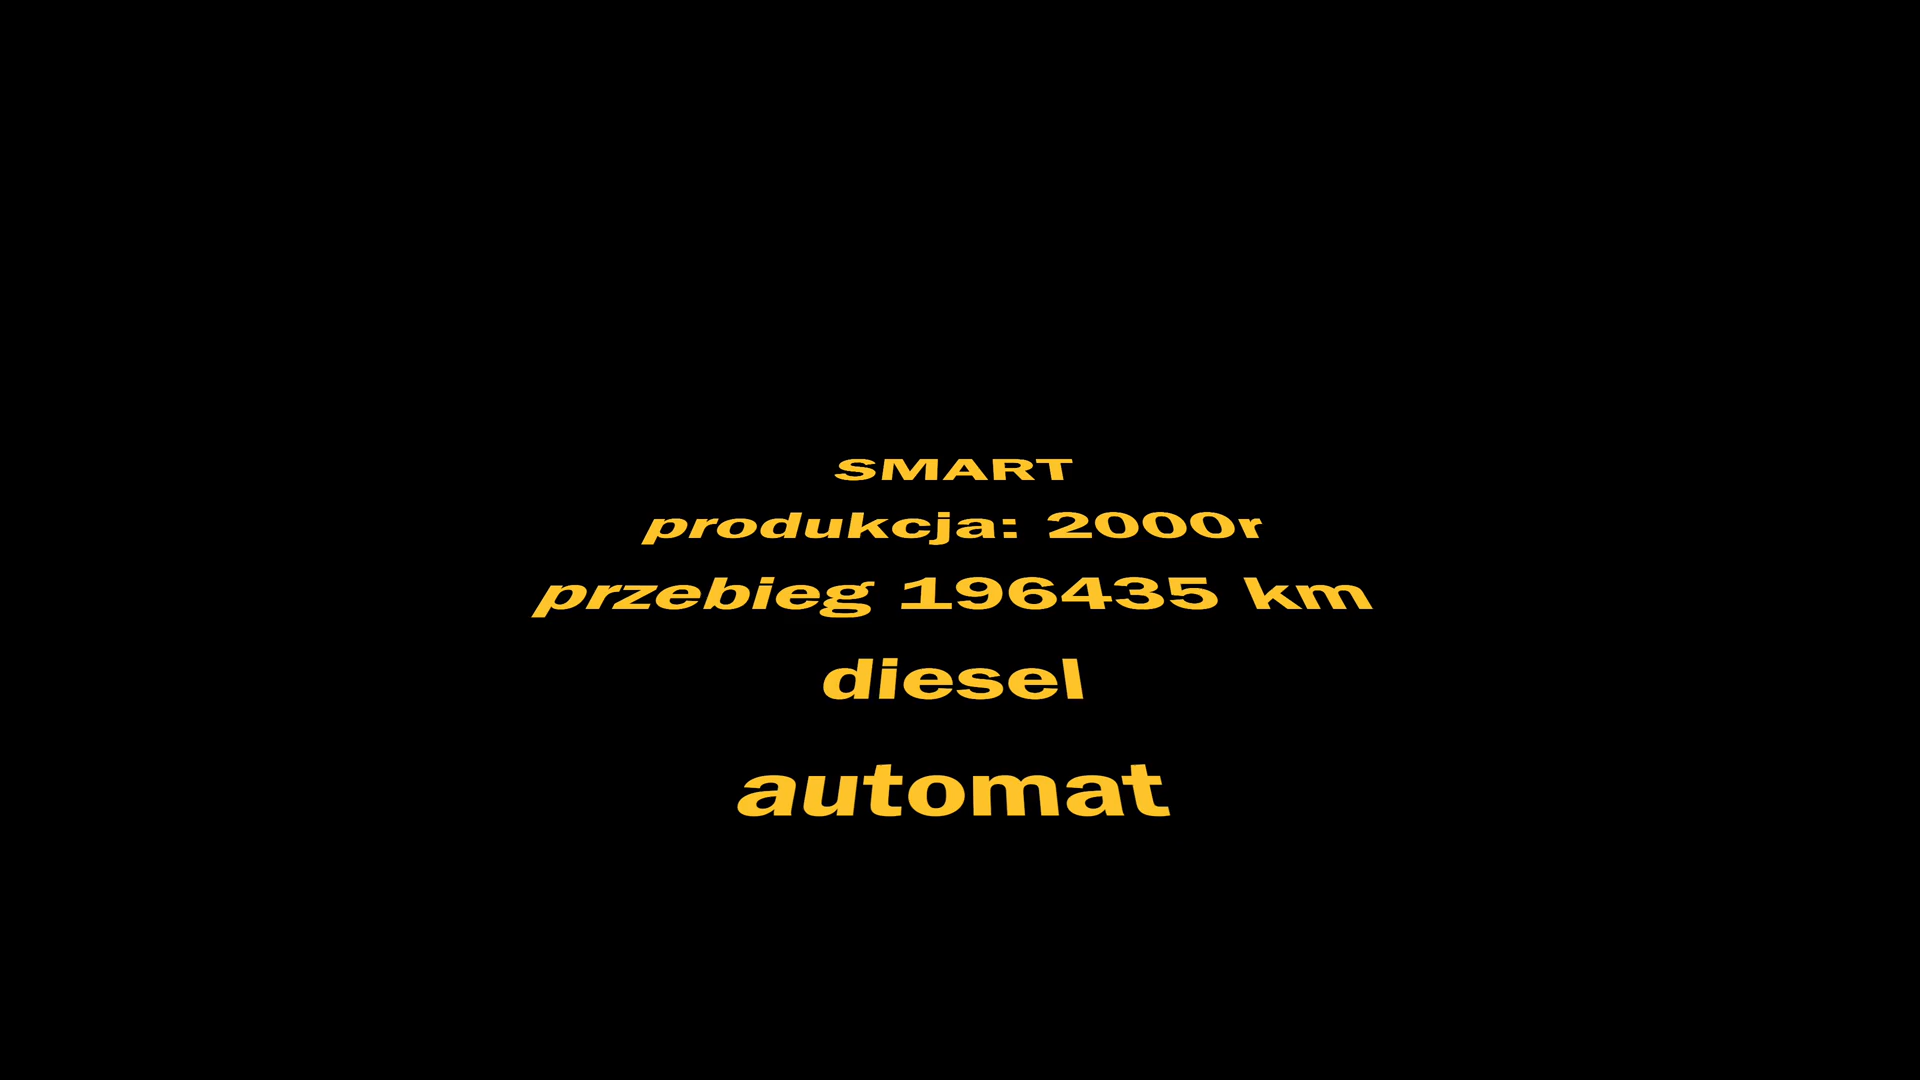 SMART
produkcja: 2000r
przebieg 196435 km
diesel
automat